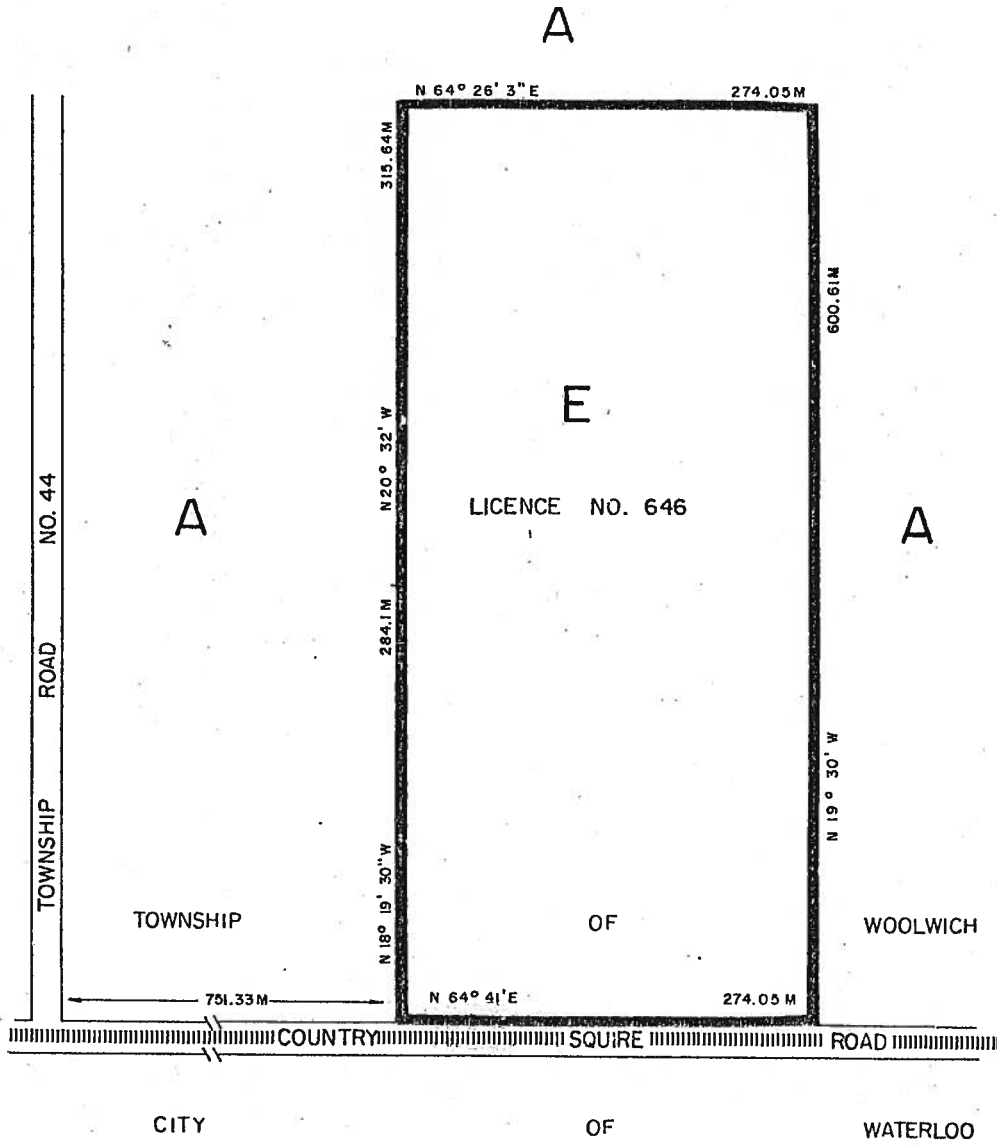 A
N 64° 26' 3" E 274.05M
315.64M
600.61M
N20° 32' W
E
LICENCE NO. 646
A
A
TOWNSHIP ROAD NO. 44
284.1M
N 19° 30' W
N 18° 19' 30" W
TOWNSHIP OF WOOLWICH
751.33M
N 64° 41' E 274.05M
COUNTRY SQUIRE ROAD
CITY OF WATERLOO